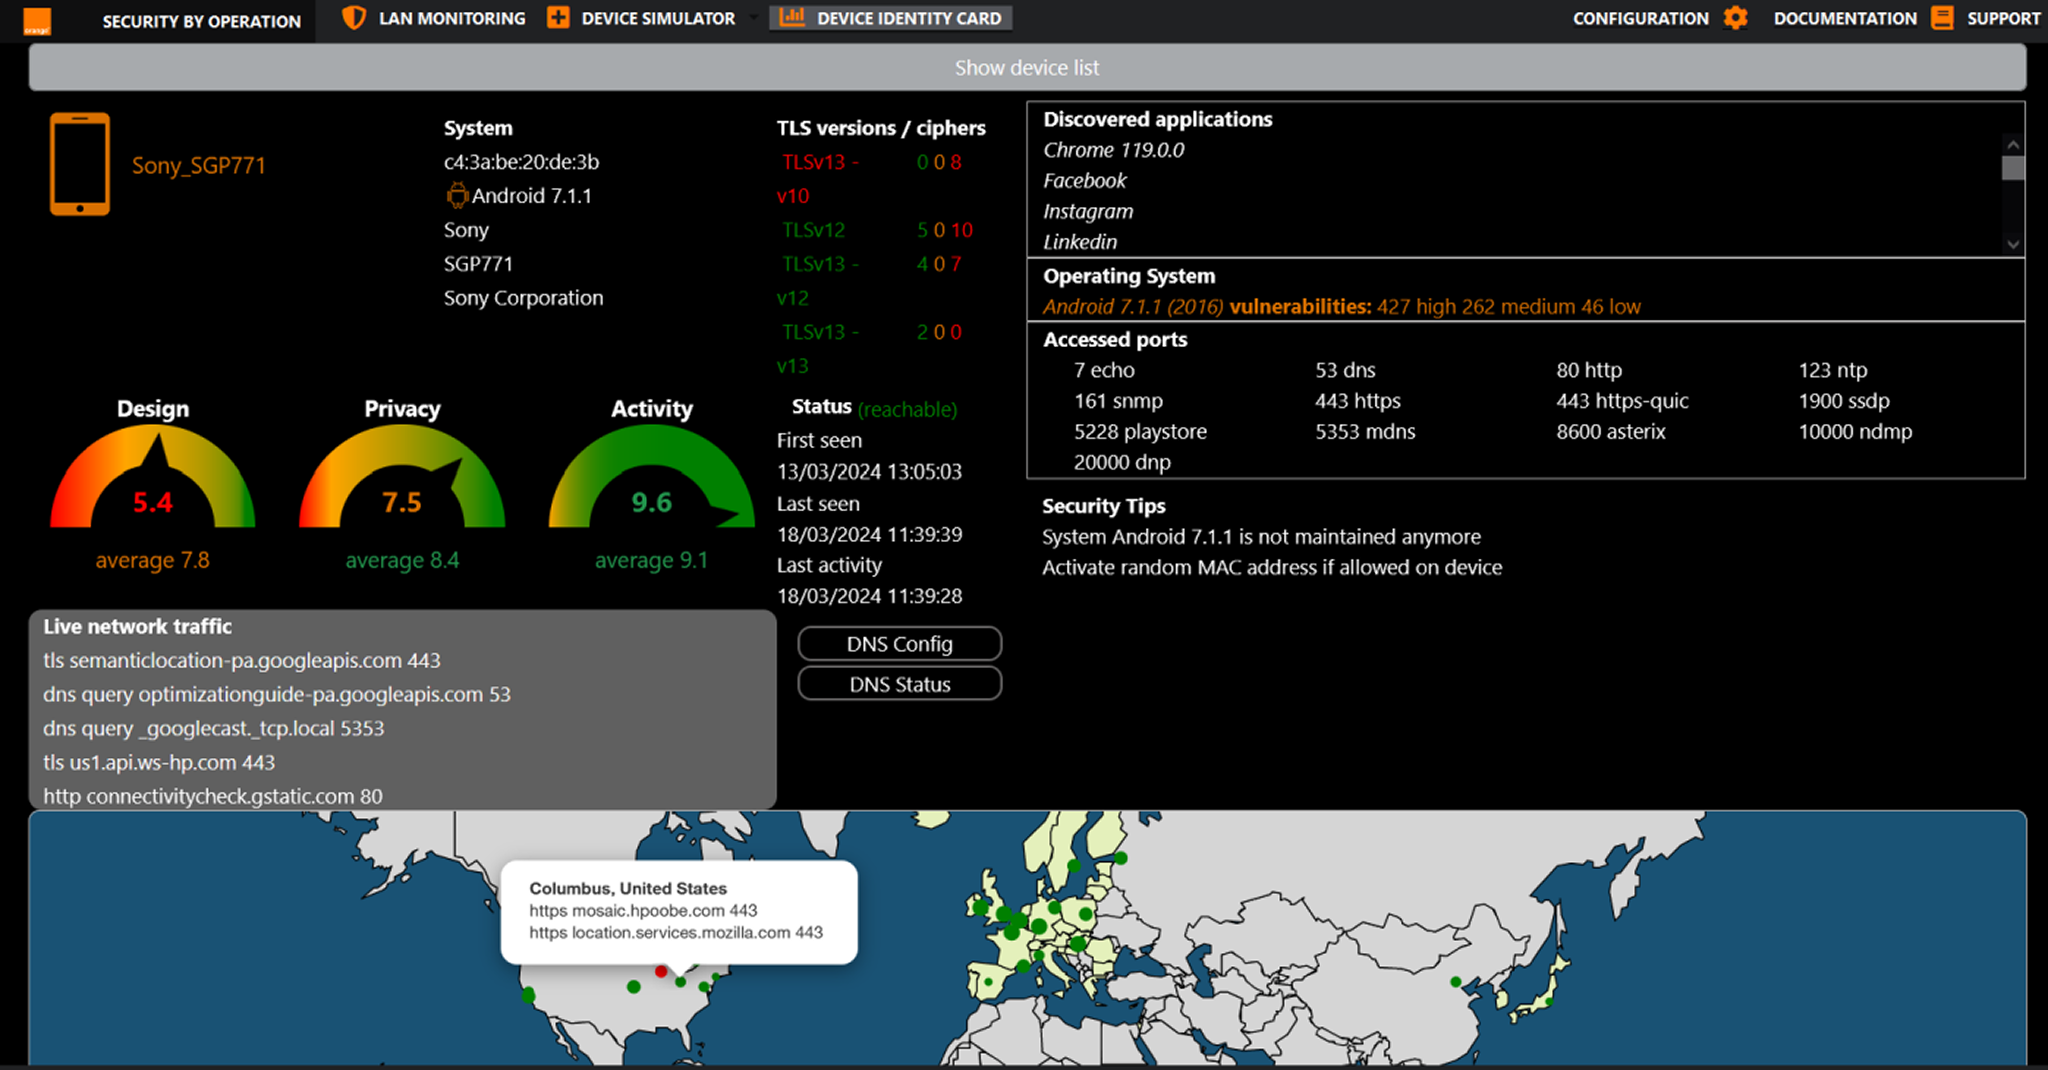 orange
SECURITY BY OPERATION
LAN MONITORING
DEVICE SIMULATOR
DEVICE IDENTITY CARD
CONFIGURATION
DOCUMENTATION
SUPPORT
Show device list
Sony_SGP771
System
c4:3a:be:20:de:3b
Android 7.1.1
Sony
SGP771
Sony Corporation
TLS versions / ciphers
TLSv13 - 0 0 8
v10
TLSv12 5 0 10
TLSv13 - 4 0 7
v12
TLSv13 - 2 0 0
v13
Discovered applications
Chrome 119.0.0
Facebook
Instagram
Linkedin
Operating System
Android 7.1.1 (2016) vulnerabilities: 427 high 262 medium 46 low
Accessed ports
7 echo 53 dns 80 http 123 ntp
161 snmp 443 https 443 https-quic 1900 ssdp
5228 playstore 5353 mdns 8600 asterix 10000 ndmp
20000 dnp
Design
5.4
average 7.8
Privacy
7.5
average 8.4
Activity
9.6
average 9.1
Status (reachable)
First seen
13/03/2024 13:05:03
Last seen
18/03/2024 11:39:39
Last activity
18/03/2024 11:39:28
DNS Config
DNS Status
Security Tips
System Android 7.1.1 is not maintained anymore
Activate random MAC address if allowed on device
Live network traffic
tls semanticlocation-pa.googleapis.com 443
dns query optimizationguide-pa.googleapis.com 53
dns query _googlecast._tcp.local 5353
tls us1.api.ws-hp.com 443
http connectivitycheck.gstatic.com 80
Columbus, United States
https mosaic.hpoobe.com 443
https location.services.mozilla.com 443